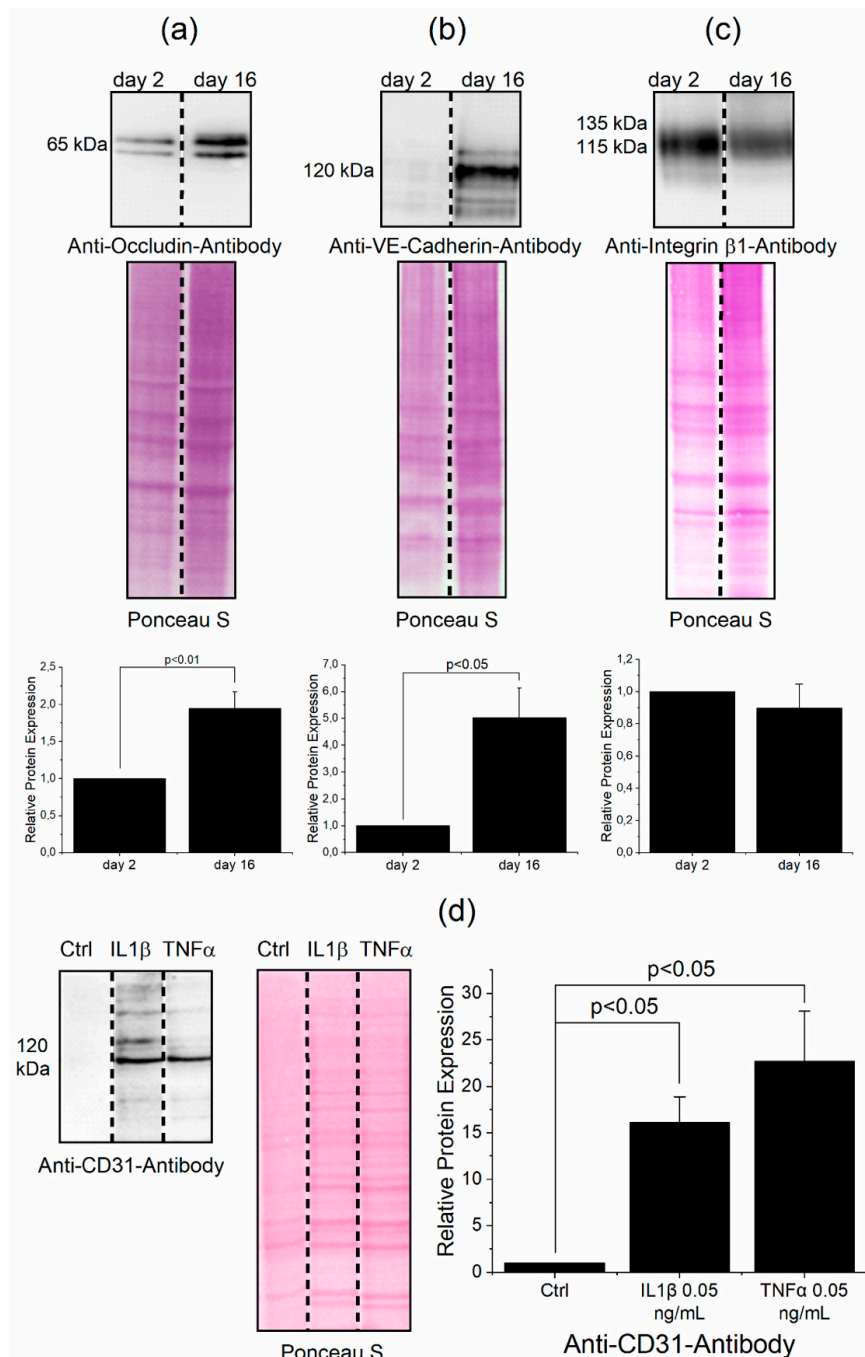 (a)
(b)
(c)
day 2 day 16
day 2 day 16
day 2 day 16
65 kDa
120 kDa
135 kDa
115 kDa
Anti-Occludin-Antibody
Anti-VE-Cadherin-Antibody
Anti-Integrin β1-Antibody
Ponceau S
Ponceau S
Ponceau S
Relative Protein Expression
2,5
2,0
1,5
1,0
0,5
0,0
p<0.01
day 2
day 16
Relative Protein Expression
7,0
6,0
5,0
4,0
3,0
2,0
1,0
0,0
p<0.05
day 2
day 16
Relative Protein Expression
1,2
1,0
0,8
0,6
0,4
0,2
0,0
day 2
day 16
(d)
Ctrl IL1β TNFα
120
kDa
Anti-CD31-Antibody
Ctrl IL1β TNFα
Ponceau S
Relative Protein Expression
30
25
20
15
10
5
0
p<0.05
p<0.05
Ctrl
IL1β 0.05
ng/mL
TNFα 0.05
ng/mL
Anti-CD31-Antibody